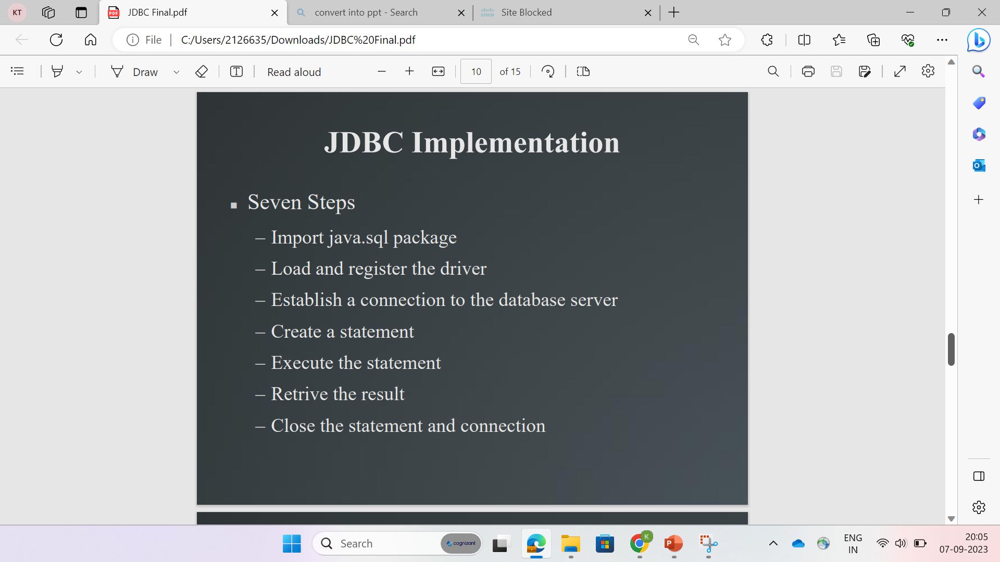 KT
JDBC Final.pdf
convert into ppt - Search
cisco
Site Blocked
File
C:/Users/2126635/Downloads/JDBC%20Final.pdf
Draw
Read aloud
10
of 15
JDBC Implementation
Seven Steps
– Import java.sql package
– Load and register the driver
– Establish a connection to the database server
– Create a statement
– Execute the statement
– Retrive the result
– Close the statement and connection
Search
cognizant
K
P
ENG
IN
20:05
07-09-2023